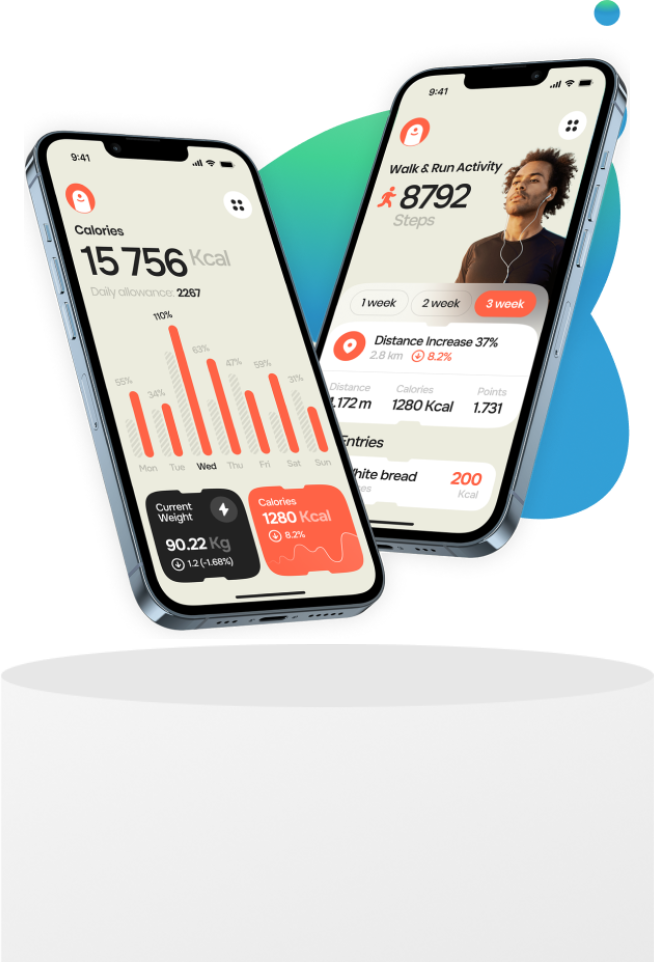 9:41
Calories
15 756 Kcal
Daily allowance: 2267
110%
63%
55%
34%
47%
59%
31%
Mon Tue Wed Thu Fri Sat Sun
Current
Weight
90.22 Kg
1.2 (-1.68%)
Calories
1280 Kcal
8.2%
9:41
Walk & Run Activity
8792
Steps
1 week 2 week 3 week
Distance Increase 37%
2.8 km 8.2%
Distance Calories Points
1.172 m 1280 Kcal 1.731
Entries
bread 200
Kcal